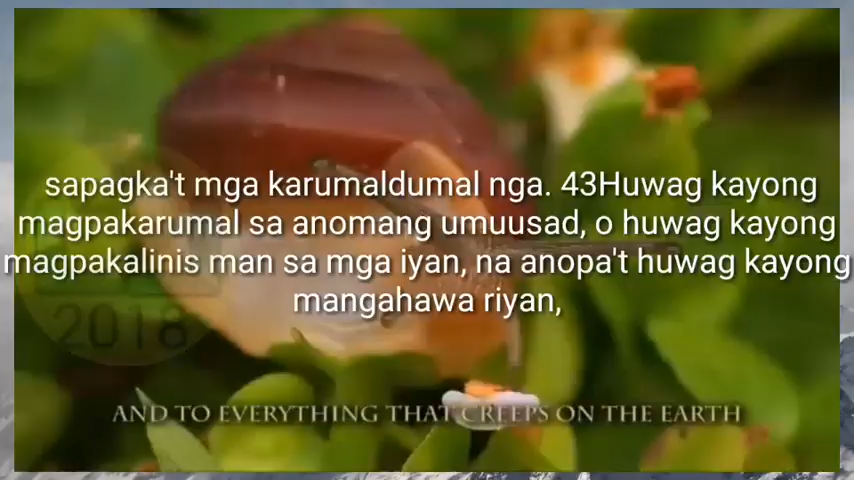 sapagka't mga karumaldumal nga. 43Huwag kayong
magpakarumal sa anomang umuusad, o huwag kayong
magpakalinis man sa mga iyan, na anopa't huwag kayong
mangahawa riyan,
2018
AND TO EVERYTHING THAT CREEPS ON THE EARTH